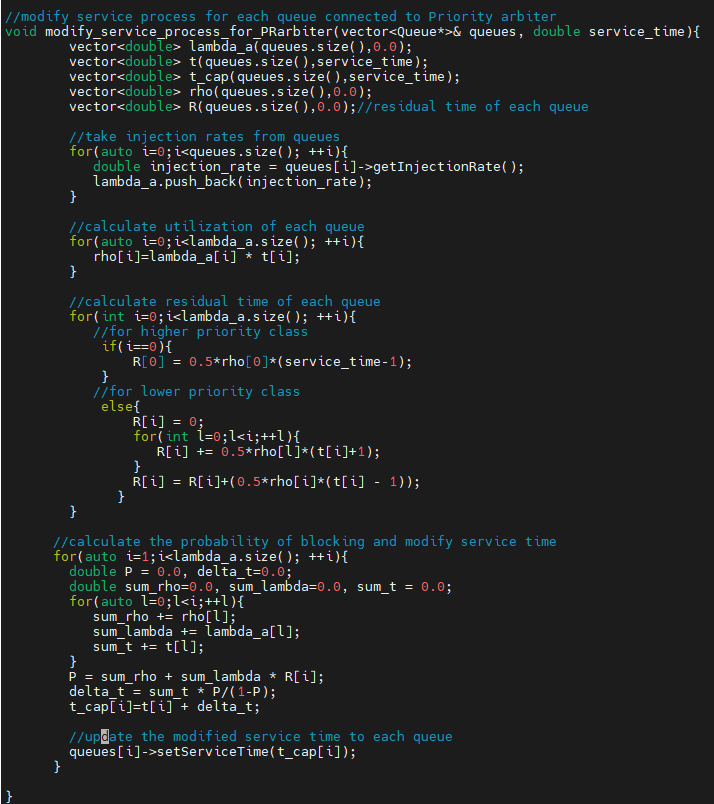 //modify service process for each queue connected to Priority arbiter
void modify_service_process_for_PRarbiter(vector<Queue*>& queues, double service_time){
        vector<double> lambda_a(queues.size(),0.0);
        vector<double> t(queues.size(),service_time);
        vector<double> t_cap(queues.size(),service_time);
        vector<double> rho(queues.size(),0.0);
        vector<double> R(queues.size(),0.0);//residual time of each queue
        //take injection rates from queues
        for(auto i=0;i<queues.size(); ++i){
           double injection_rate = queues[i]->getInjectionRate();
           lambda_a.push_back(injection_rate);
        }
        //calculate utilization of each queue
        for(auto i=0;i<lambda_a.size(); ++i){
           rho[i]=lambda_a[i] * t[i];
        }
        //calculate residual time of each queue
        for(int i=0;i<lambda_a.size(); ++i){
           //for higher priority class
            if(i==0){
                R[0] = 0.5*rho[0]*(service_time-1);
            }
           //for lower priority class
            else{
                R[i] = 0;
                for(int l=0;l<i;++l){
                   R[i] += 0.5*rho[l]*(t[i]+1);
                }
                R[i] = R[i]+(0.5*rho[i]*(t[i] - 1));
              }
        }
      //calculate the probability of blocking and modify service time
      for(auto i=1;i<lambda_a.size(); ++i){
        double P = 0.0, delta_t=0.0;
        double sum_rho=0.0, sum_lambda=0.0, sum_t = 0.0;
        for(auto l=0;l<i;++l){
           sum_rho += rho[l];
           sum_lambda += lambda_a[l];
           sum_t += t[l];
        }
        P = sum_rho + sum_lambda * R[i];
        delta_t = sum_t * P/(1-P);
        t_cap[i]=t[i] + delta_t;
        //update the modified service time to each queue
        queues[i]->setServiceTime(t_cap[i]);
      }
}